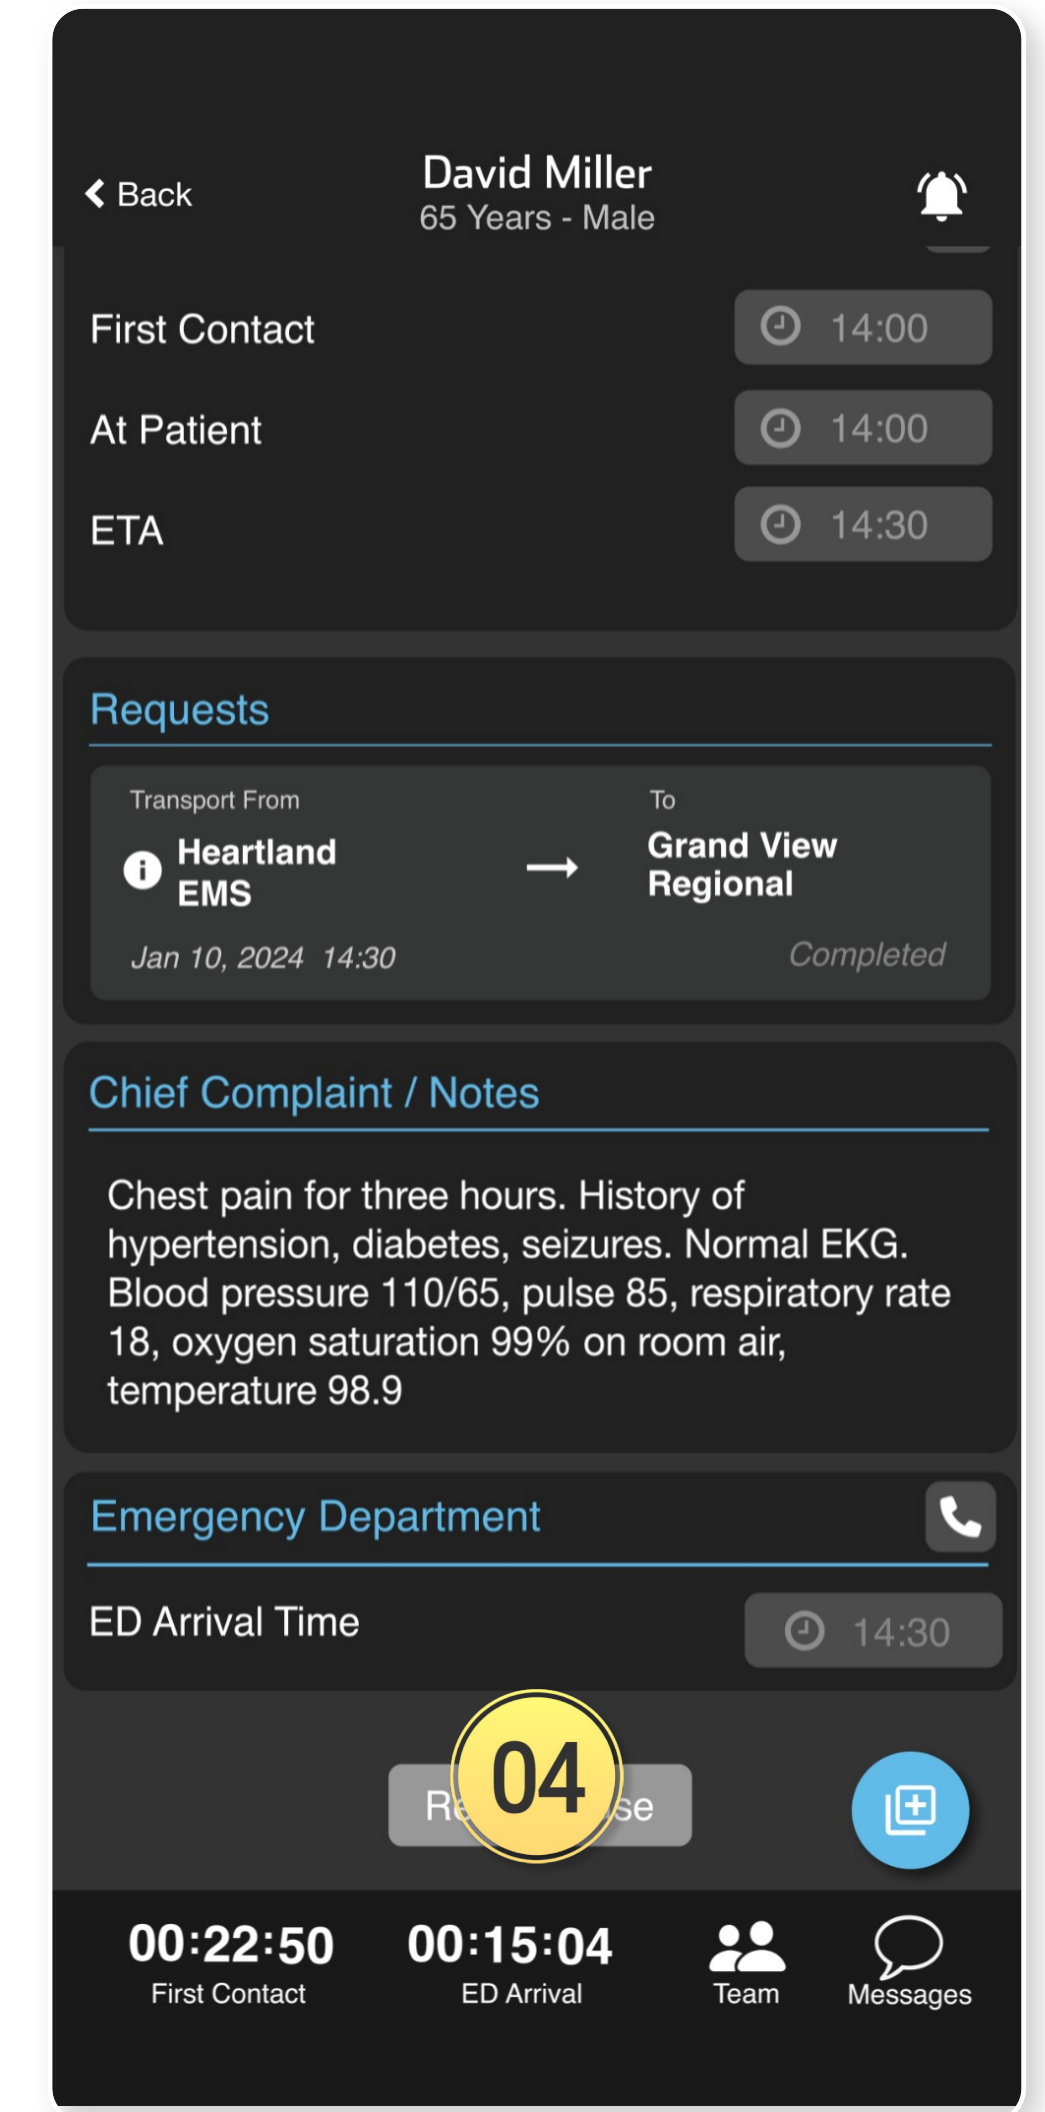 Back
David Miller
65 Years - Male
First Contact
14:00
At Patient
14:00
ETA
14:30
Requests
Transport From
To
Heartland
EMS
Grand View
Regional
Jan 10, 2024 14:30
Completed
Chief Complaint / Notes
Chest pain for three hours. History of
hypertension, diabetes, seizures. Normal EKG.
Blood pressure 110/65, pulse 85, respiratory rate
18, oxygen saturation 99% on room air,
temperature 98.9
Emergency Department
ED Arrival Time
14:30
04
00:22:50
First Contact
00:15:04
ED Arrival
Team
Messages